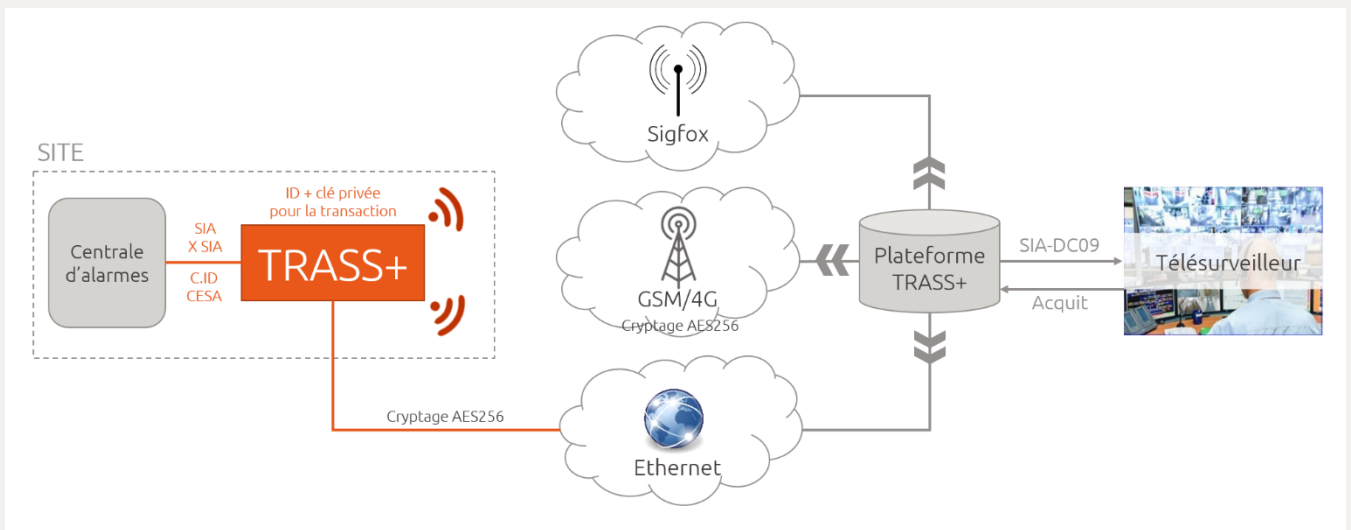 SITE
Centrale
d'alarmes
SIA
X SIA
C.ID
CESA
ID + clé privée
pour la transaction
TRASS+
Cryptage AES256
Sigfox
GSM/4G
Cryptage AES256
Ethernet
Plateforme
TRASS+
SIA-DC09
Acquit
Télésurveilleur